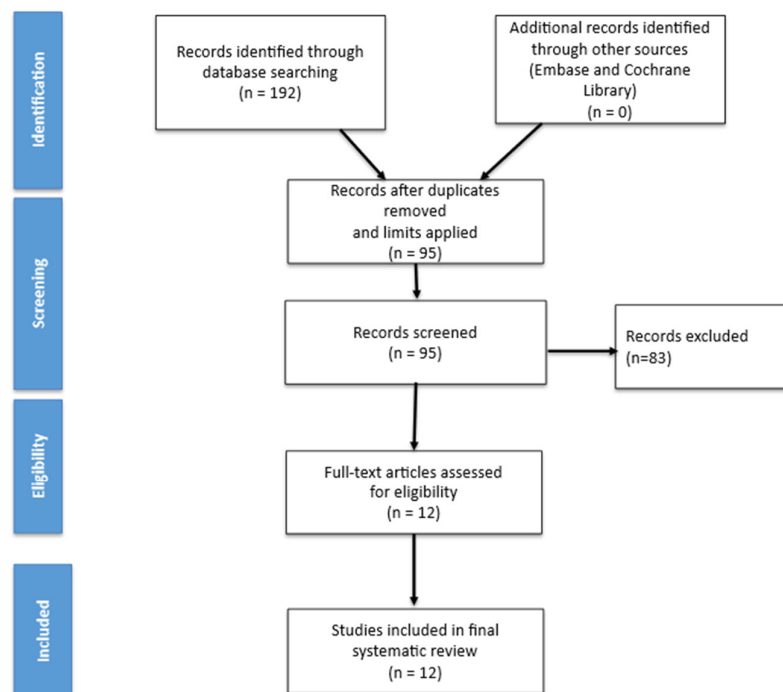 Identification
Records identified through
database searching
(n = 192)
Additional records identified
through other sources
(Embase and Cochrane
Library)
(n = 0)
Records after duplicates
removed
and limits applied
(n = 95)
Screening
Records screened
(n = 95)
Records excluded
(n=83)
Eligibility
Full-text articles assessed
for eligibility
(n = 12)
Included
Studies included in final
systematic review
(n = 12)